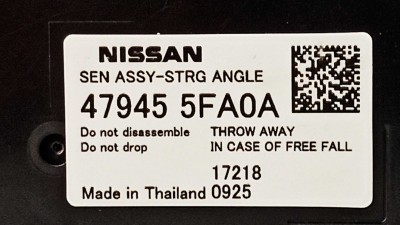 NISSAN
SEN ASSY-STRG ANGLE
47945 5FA0A
Do not disassemble THROW AWAY
Do not drop IN CASE OF FREE FALL
17218
Made in Thailand 0925